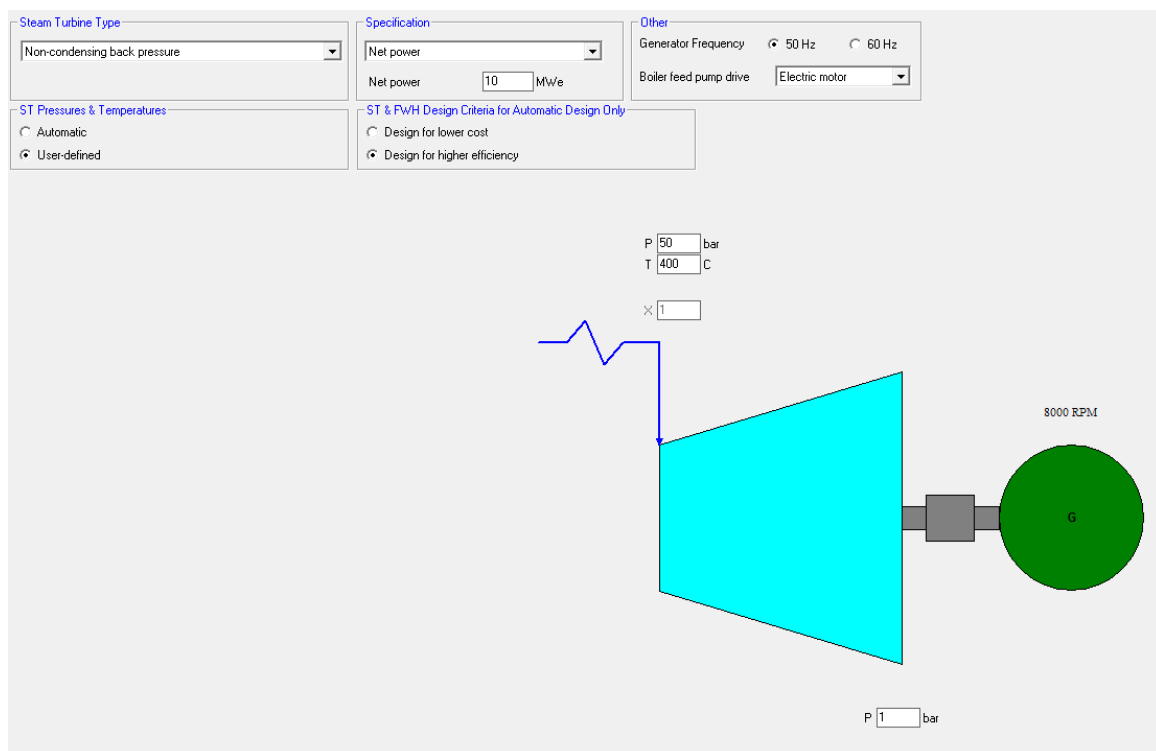 Steam Turbine Type
Non-condensing back pressure
Specification
Net power
Net power 10 MWe
Other
Generator Frequency 50 Hz 60 Hz
Boiler feed pump drive Electric motor
ST Pressures & Temperatures
Automatic
User-defined
ST & FWH Design Criteria for Automatic Design Only
Design for lower cost
Design for higher efficiency
P 50 bar
T 400 C
X 1
8000 RPM
G
P 1 bar